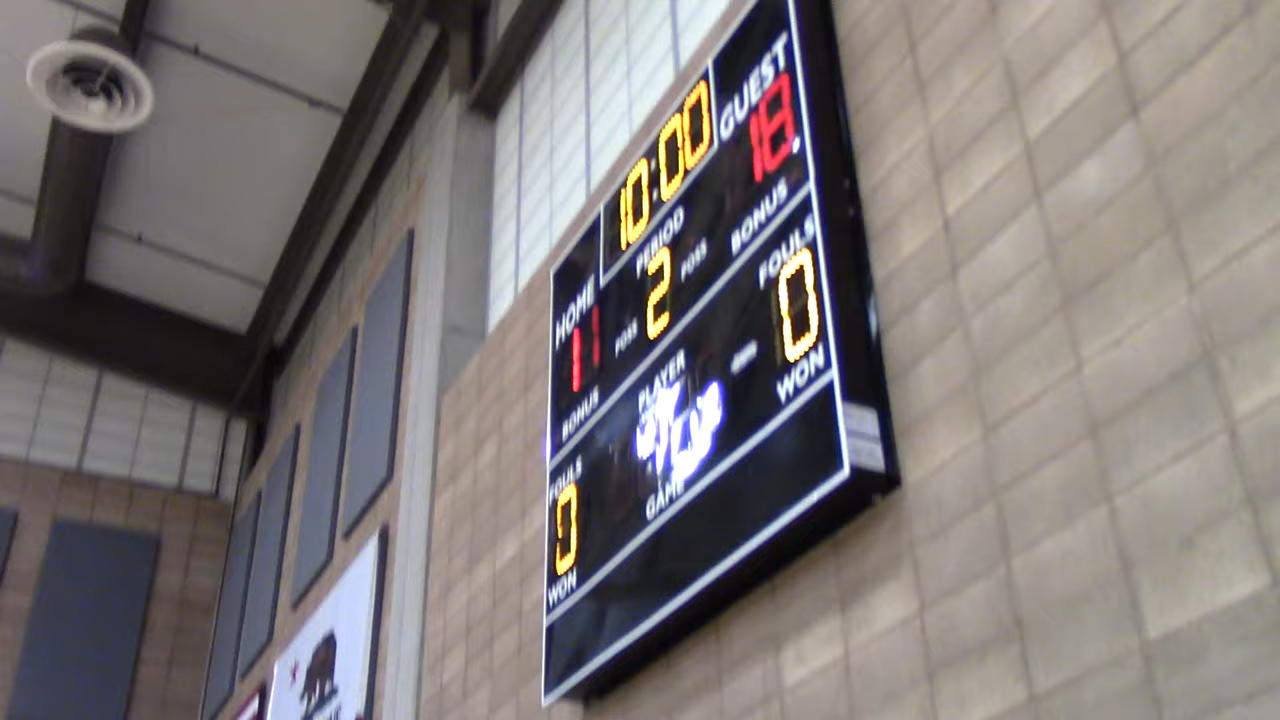 GUEST
10:00
18
PERIOD
HOME
2
POSS
BONUS
11
POSS
FOULS
0
BONUS
PLAYER
WON
FOULS
0
GAME
WON